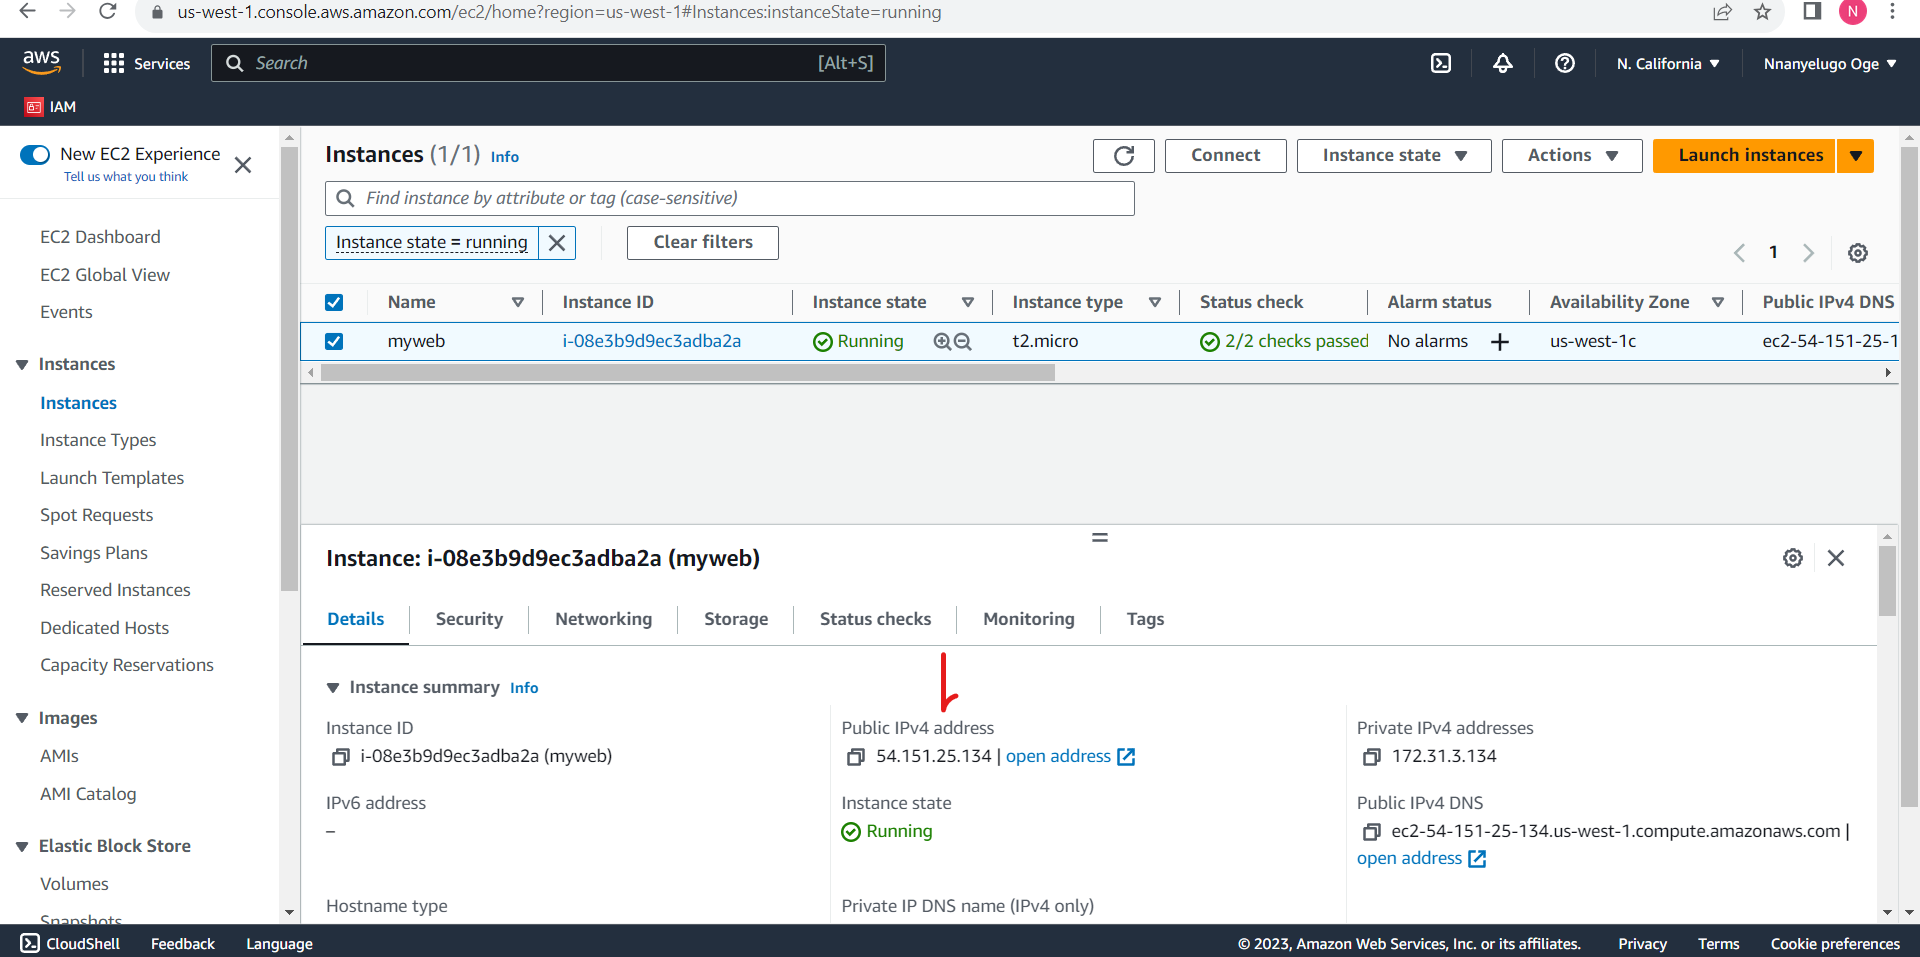 us-west-1.console.aws.amazon.com/ec2/home?region=us-west-1#Instances:instanceState=running
N
aws
Services
Search
[Alt+S]
N. California
Nnanyelugo Oge
IAM
New EC2 Experience
Tell us what you think
EC2 Dashboard
EC2 Global View
Events
Instances
Instances
Instance Types
Launch Templates
Spot Requests
Savings Plans
Reserved Instances
Dedicated Hosts
Capacity Reservations
Images
AMIs
AMI Catalog
Elastic Block Store
Volumes
Snapshots
Instances (1/1) Info
Connect
Instance state
Actions
Launch instances
Find instance by attribute or tag (case-sensitive)
Instance state = running
Clear filters
1
Name Instance ID Instance state Instance type Status check Alarm status Availability Zone Public IPv4 DNS
myweb i-08e3b9d9ec3adba2a Running t2.micro 2/2 checks passed No alarms + us-west-1c ec2-54-151-25-1
Instance: i-08e3b9d9ec3adba2a (myweb)
Details Security Networking Storage Status checks Monitoring Tags
Instance summary Info
Instance ID
i-08e3b9d9ec3adba2a (myweb)
Public IPv4 address
54.151.25.134 | open address
Private IPv4 addresses
172.31.3.134
IPv6 address
–
Instance state
Running
Public IPv4 DNS
ec2-54-151-25-134.us-west-1.compute.amazonaws.com |
open address
Hostname type
Private IP DNS name (IPv4 only)
CloudShell Feedback Language
© 2023, Amazon Web Services, Inc. or its affiliates. Privacy Terms Cookie preferences